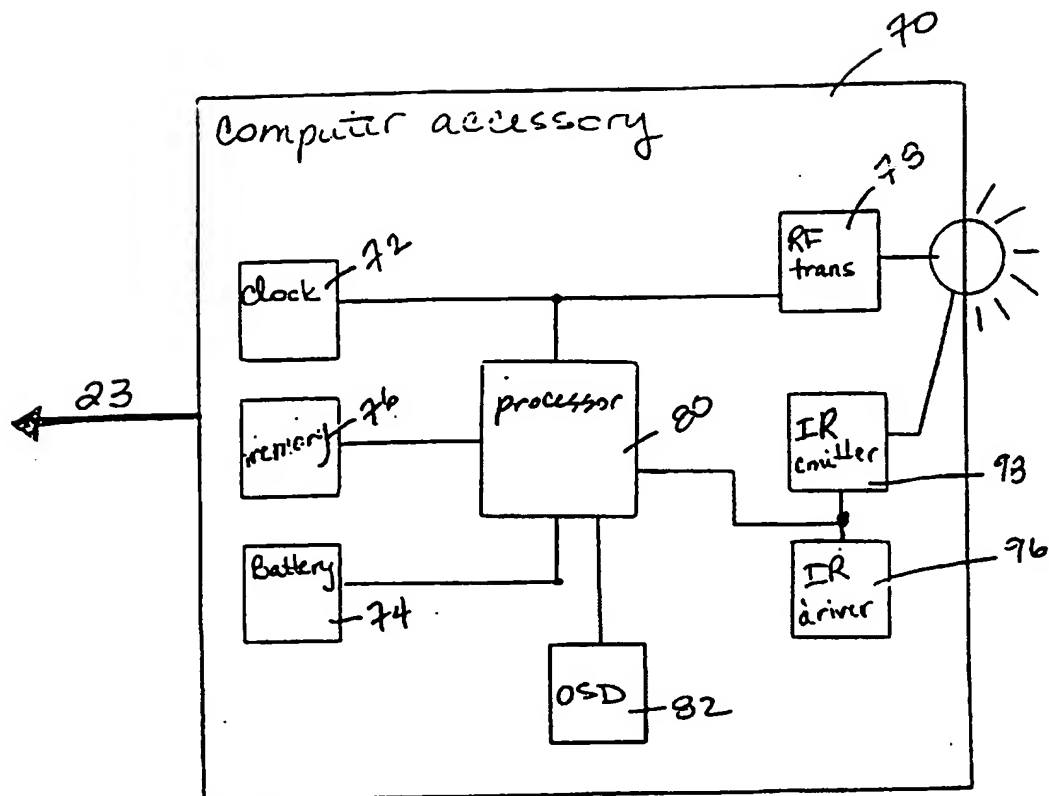 70
computer accessory
78
RF
trans
72
clock
23
processor
76
memory
80
IR
emitter
93
Battery
74
96
IR
driver
OSD
82